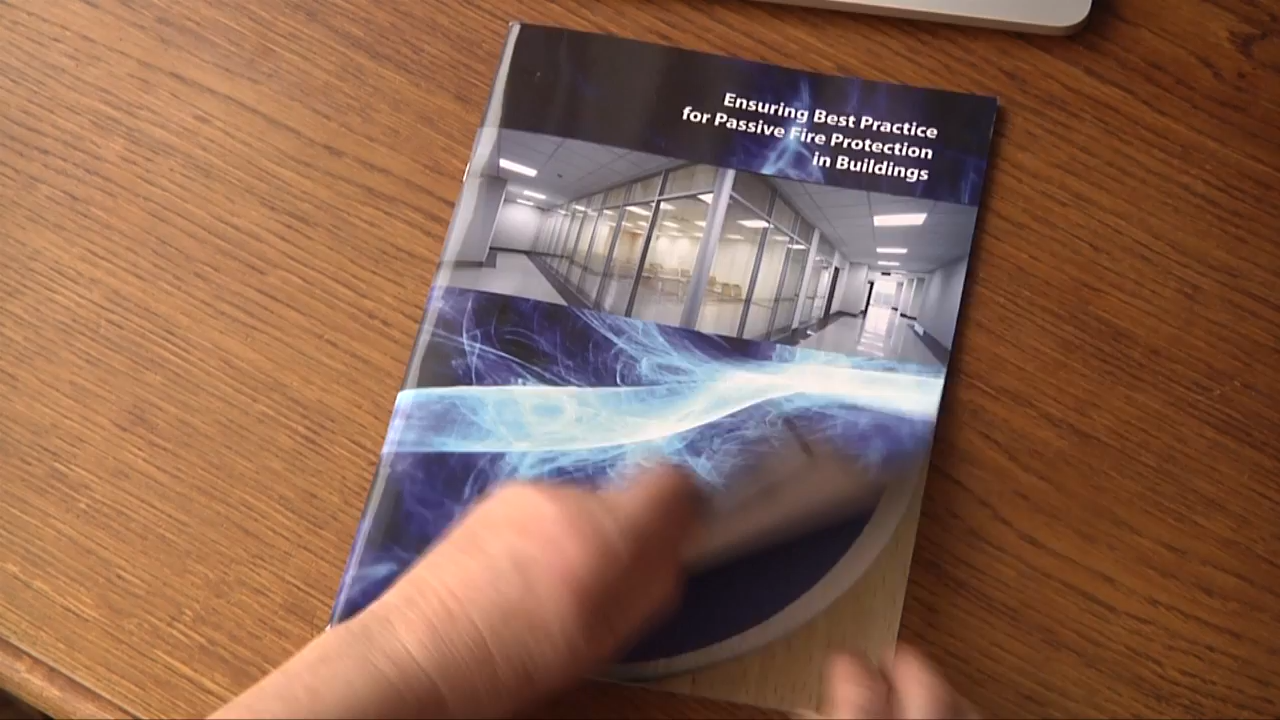 Ensuring Best Practice
for Passive Fire Protection
in Buildings